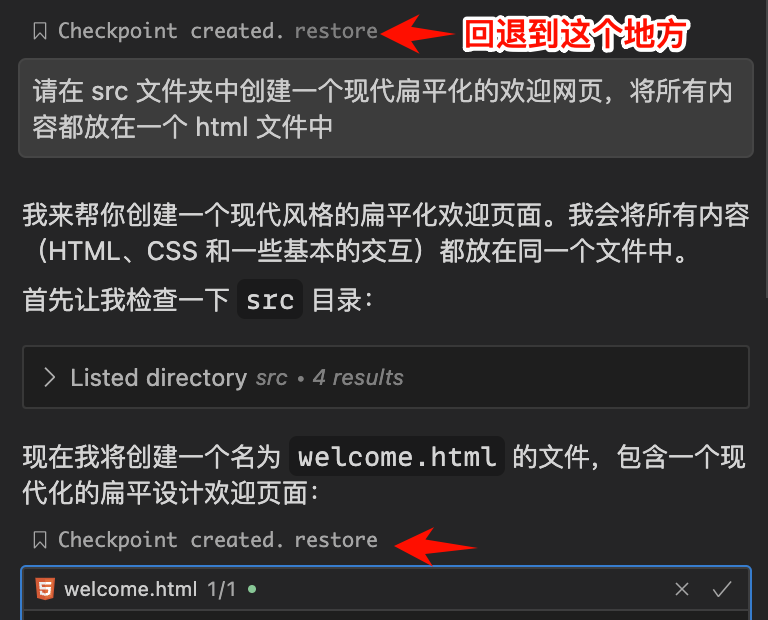 Checkpoint created. restore 回退到这个地方
请在 src 文件夹中创建一个现代扁平化的欢迎网页，将所有内
容都放在一个 html 文件中
我来帮你创建一个现代风格的扁平化欢迎页面。我会将所有内容
（HTML、CSS 和一些基本的交互）都放在同一个文件中。
首先让我检查一下 src 目录：
Listed directory src • 4 results
现在我将创建一个名为 welcome.html 的文件，包含一个现
代化的扁平设计欢迎页面：
Checkpoint created. restore
welcome.html 1/1